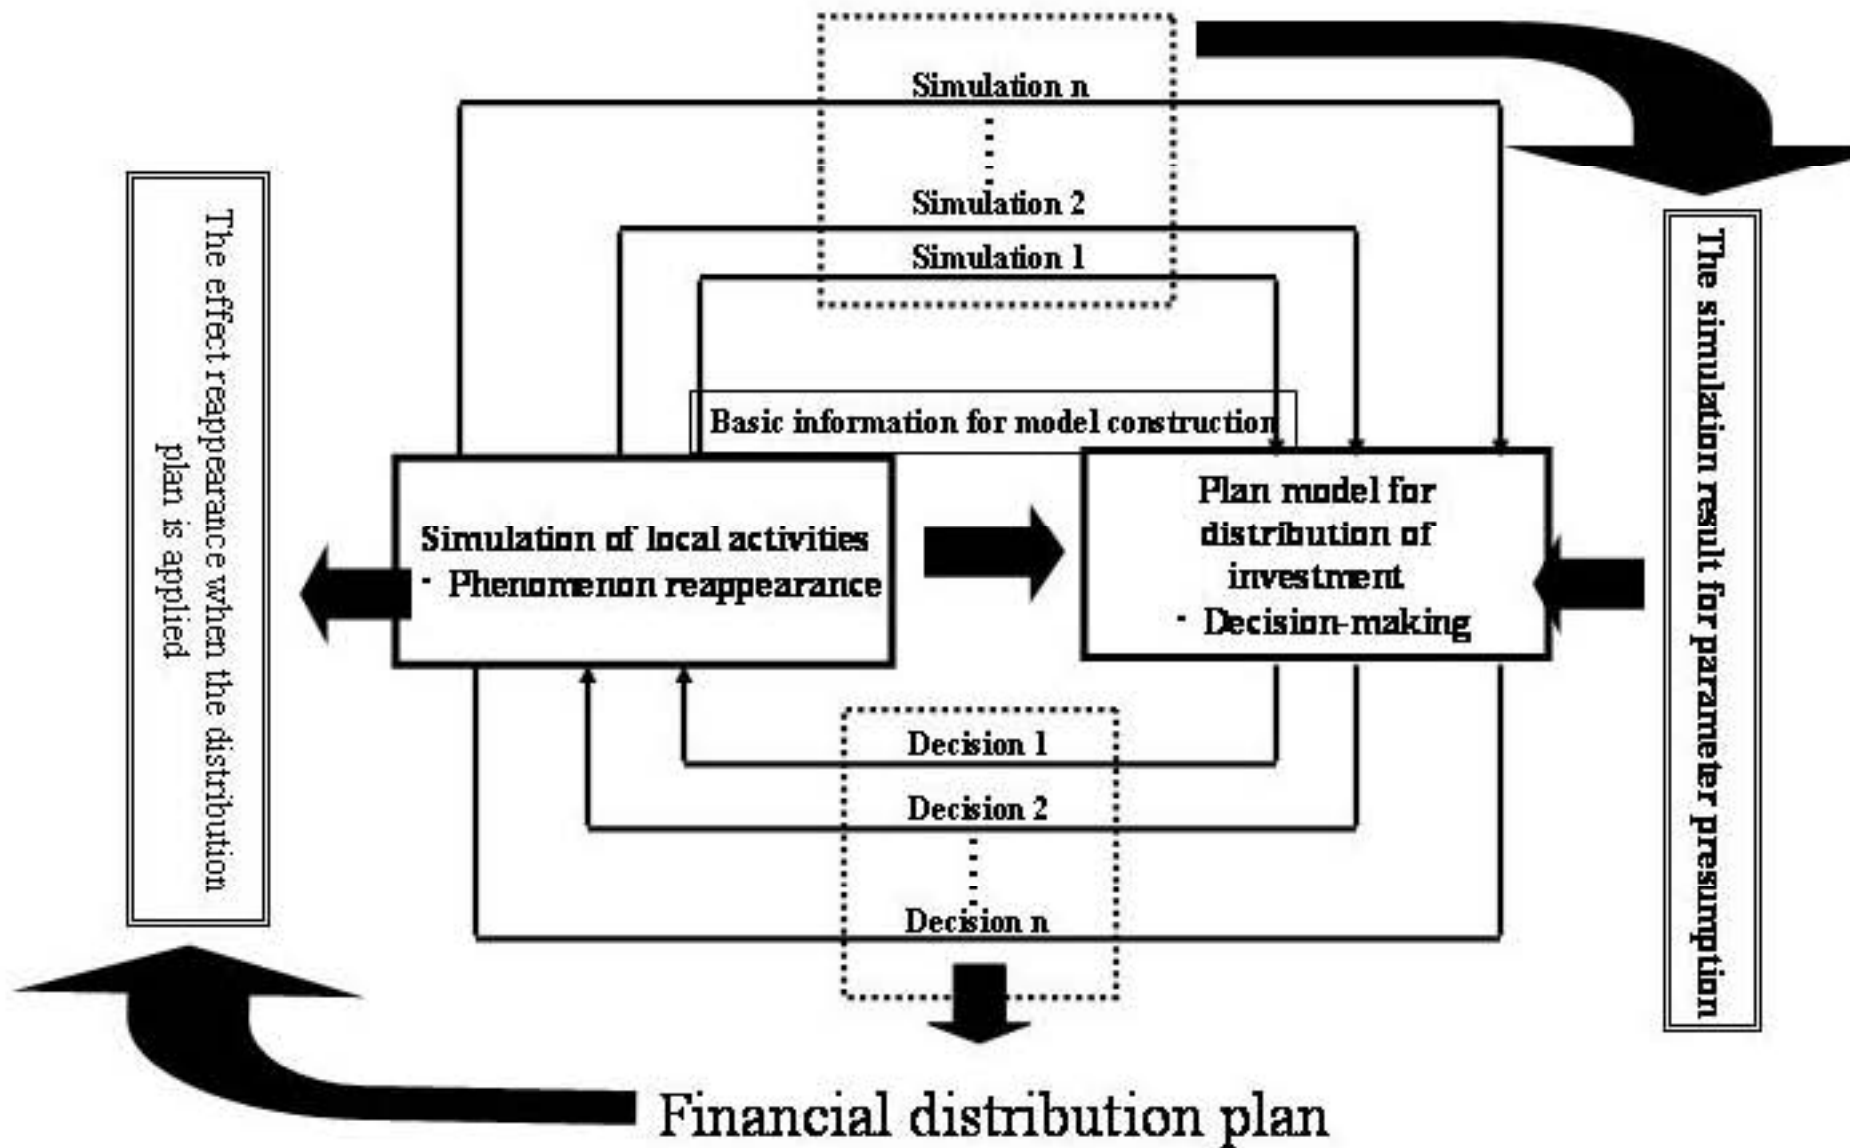 Simulation n
Simulation 2
Simulation 1
The effect reappearance when the distribution
plan is applied
Basic information for model construction
Simulation of local activities
· Phenomenon reappearance
Plan model for
distribution of
investment
· Decision-making
The simulation result for parameter presumption
Decision 1
Decision 2
Decision n
Financial distribution plan